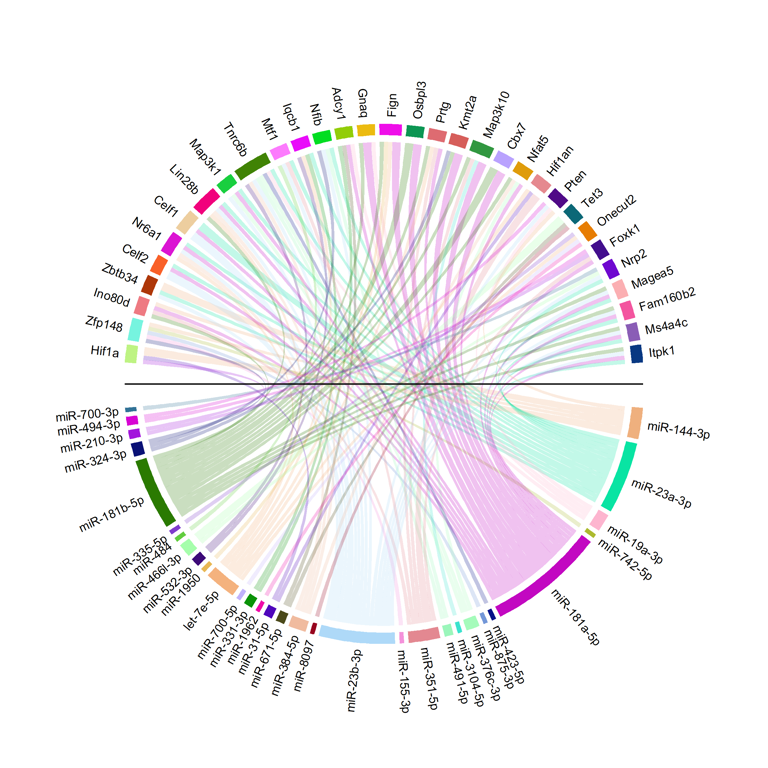 Hif1a
Zfp148
Ino80d
Zbtb34
Celf2
Nr6a1
Celf1
Lin28b
Map3k1
Tnrc6b
Mtf1
Iqcb1
Nfib
Adcy1
Gnaq
Fign
Osbpl3
Prtg
Kmt2a
Map3k10
Cbx7
Nfat5
Hif1an
Pten
Tet3
Onecut2
Foxk1
Nrp2
Magea5
Fam160b2
Ms4a4c
Itpk1
miR-144-3p
miR-23a-3p
miR-19a-3p
miR-742-5p
miR-181a-5p
miR-423-5p
miR-875-3p
miR-376c-3p
miR-3104-5p
miR-491-5p
miR-351-5p
miR-155-3p
miR-23b-3p
miR-8097
miR-384-5p
miR-671-5p
miR-31-5p
miR-1962
miR-331-3p
miR-700-5p
let-7e-5p
miR-1950
miR-532-3p
miR-466i-3p
miR-484
miR-335-5p
miR-181b-5p
miR-324-3p
miR-210-3p
miR-494-3p
miR-700-3p